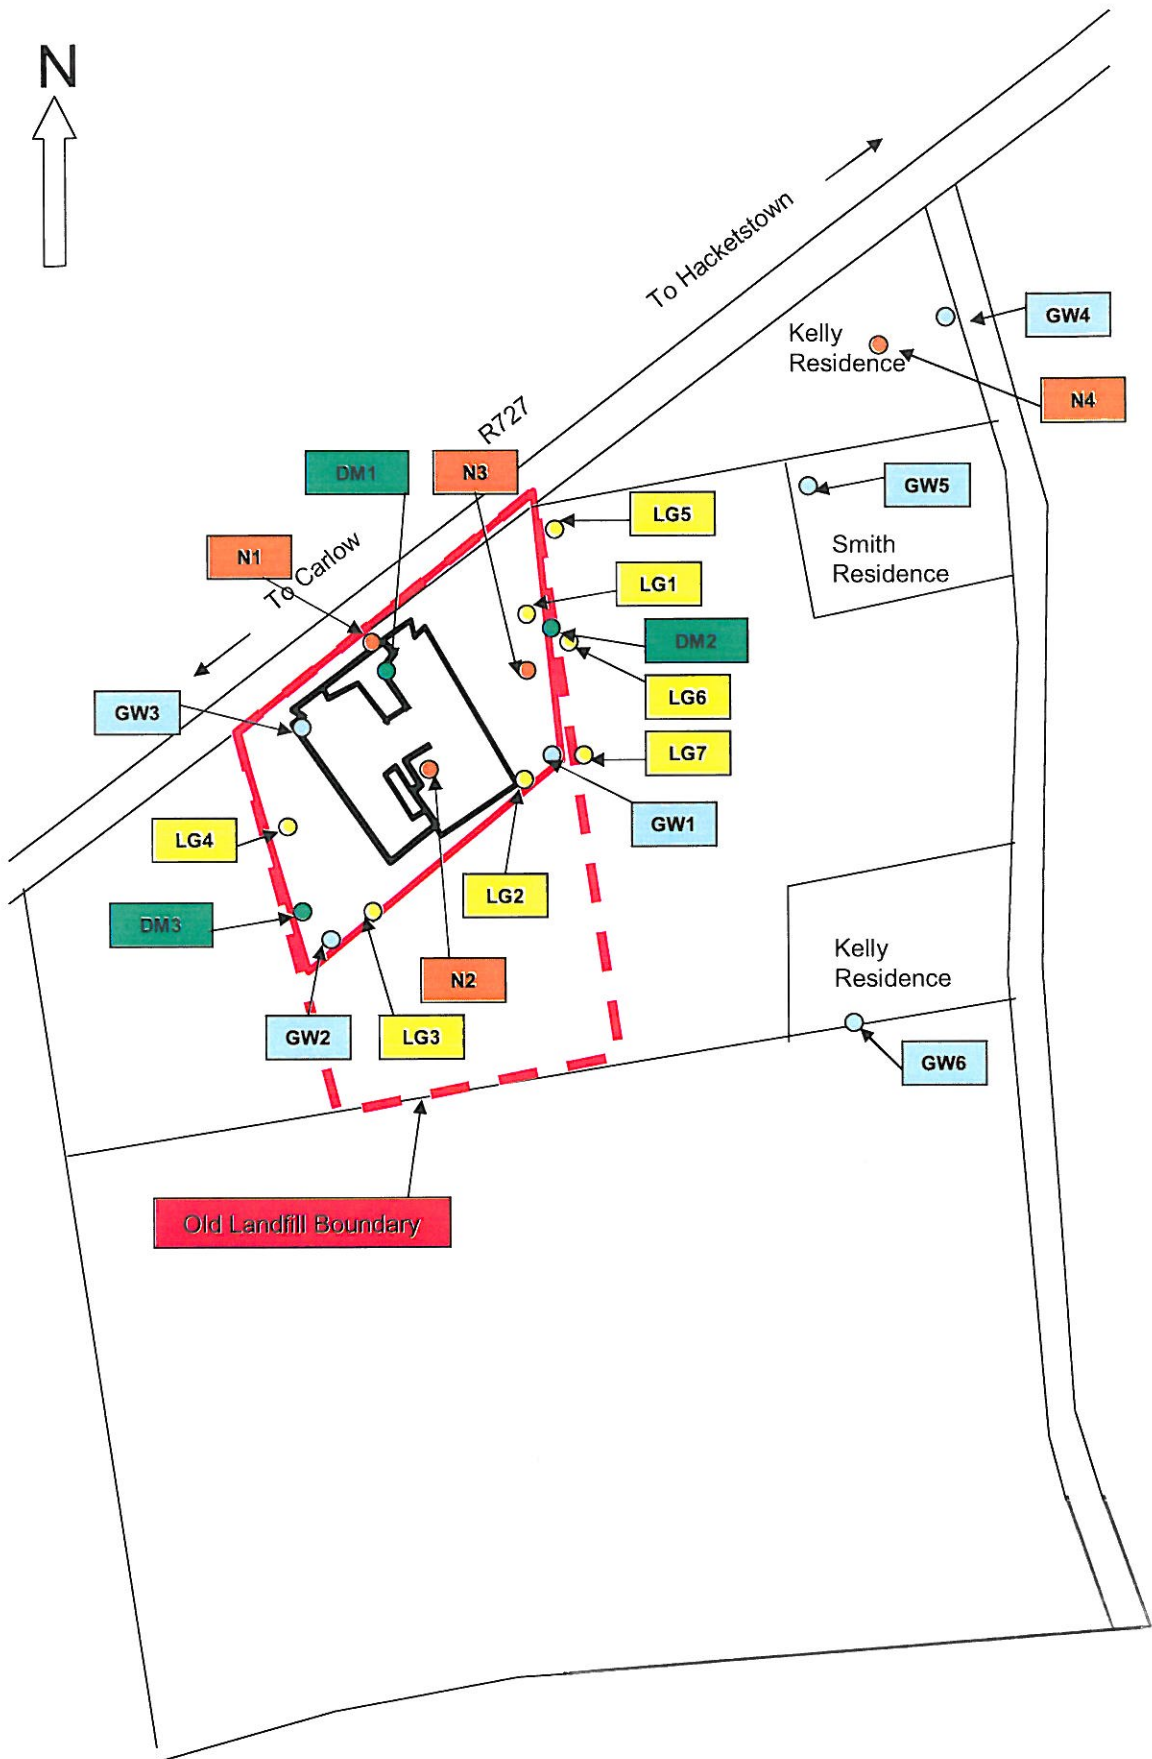 N
To Hacketstown
GW4
Kelly
Residence
N4
R727
DM1
N3
GW5
LG5
N1
To Carlow
Smith
Residence
LG1
DM2
LG6
GW3
LG7
GW1
LG4
LG2
DM3
Kelly
Residence
N2
GW2
LG3
GW6
Old Landfill Boundary